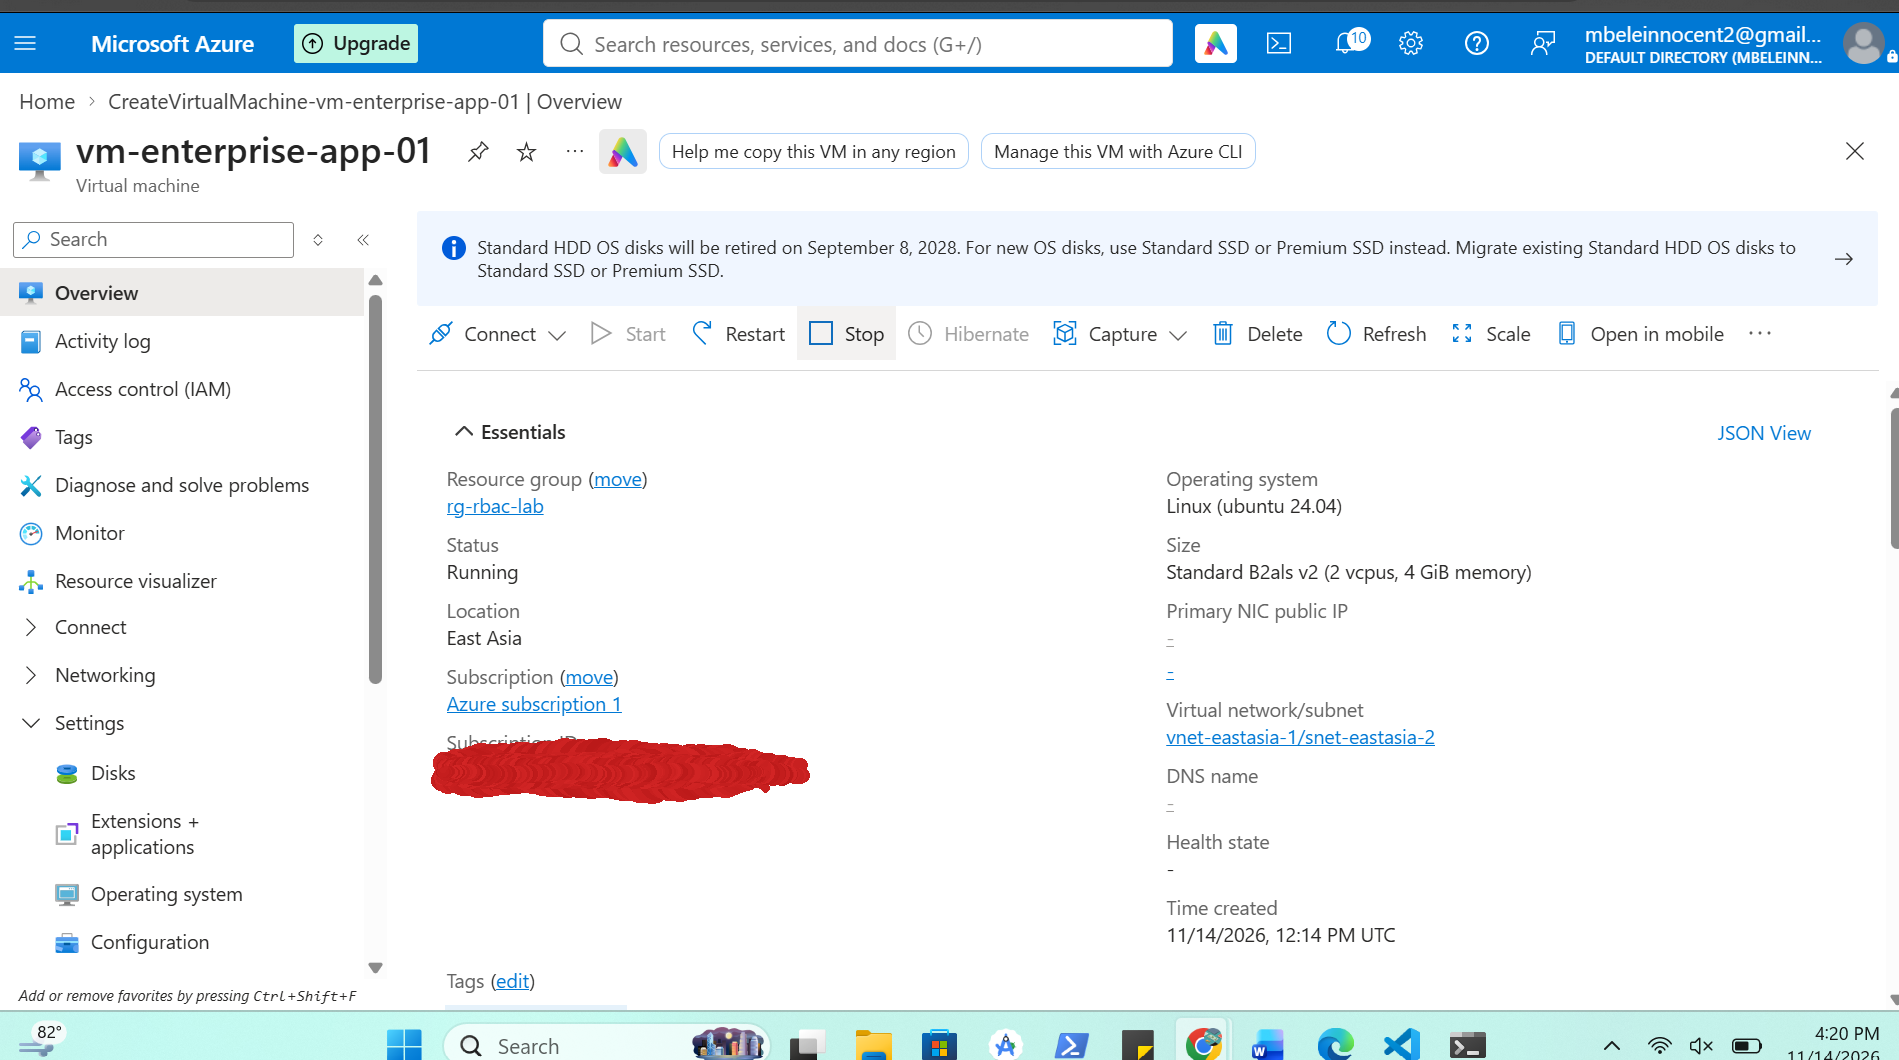 Microsoft Azure
Upgrade
Search resources, services, and docs (G+/)
10
mbeleinnocent2@gmail...
DEFAULT DIRECTORY (MBELEINN...
Home > CreateVirtualMachine-vm-enterprise-app-01 | Overview
vm-enterprise-app-01
Virtual machine
Help me copy this VM in any region
Manage this VM with Azure CLI
Search
Overview
Activity log
Access control (IAM)
Tags
Diagnose and solve problems
Monitor
Resource visualizer
Connect
Networking
Settings
Disks
Extensions +
applications
Operating system
Configuration
Add or remove favorites by pressing Ctrl+Shift+F
Standard HDD OS disks will be retired on September 8, 2028. For new OS disks, use Standard SSD or Premium SSD instead. Migrate existing Standard HDD OS disks to
Standard SSD or Premium SSD.
Connect
Start
Restart
Stop
Hibernate
Capture
Delete
Refresh
Scale
Open in mobile
Essentials
JSON View
Resource group (move)
rg-rbac-lab
Status
Running
Location
East Asia
Subscription (move)
Azure subscription 1
Subscription ID
Tags (edit)
Operating system
Linux (ubuntu 24.04)
Size
Standard B2als v2 (2 vcpus, 4 GiB memory)
Primary NIC public IP
-
-
Virtual network/subnet
vnet-eastasia-1/snet-eastasia-2
DNS name
-
Health state
-
Time created
11/14/2026, 12:14 PM UTC
82°
Search
4:20 PM
11/14/2026